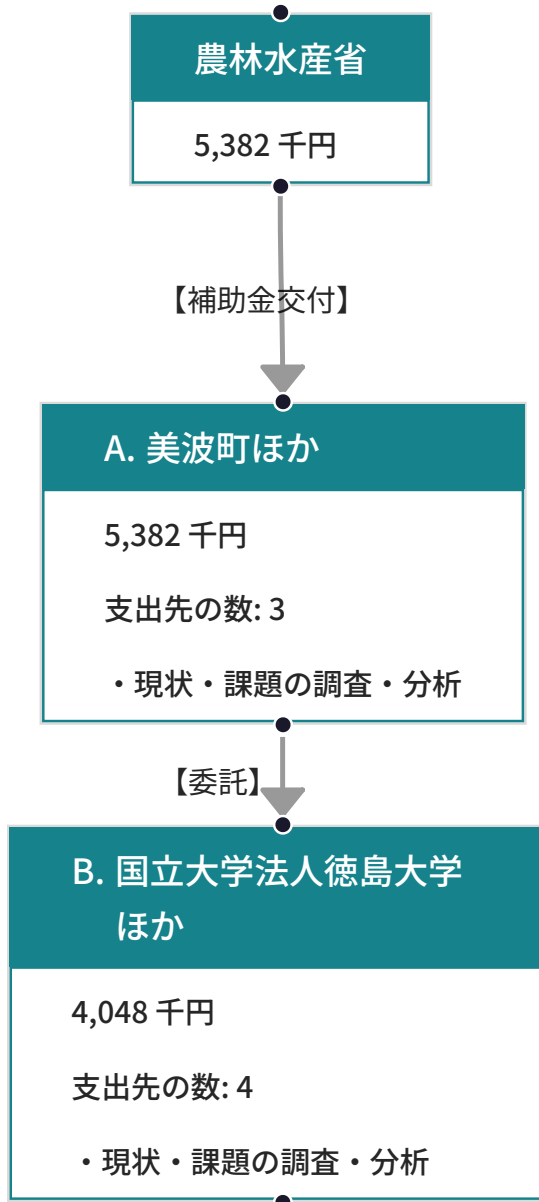 農林水産省
5,382 千円
【補助金交付】
A. 美波町ほか
5,382 千円
支出先の数: 3
・現状・課題の調査・分析
【委託】
B. 国立大学法人徳島大学
ほか
4,048 千円
支出先の数: 4
・現状・課題の調査・分析